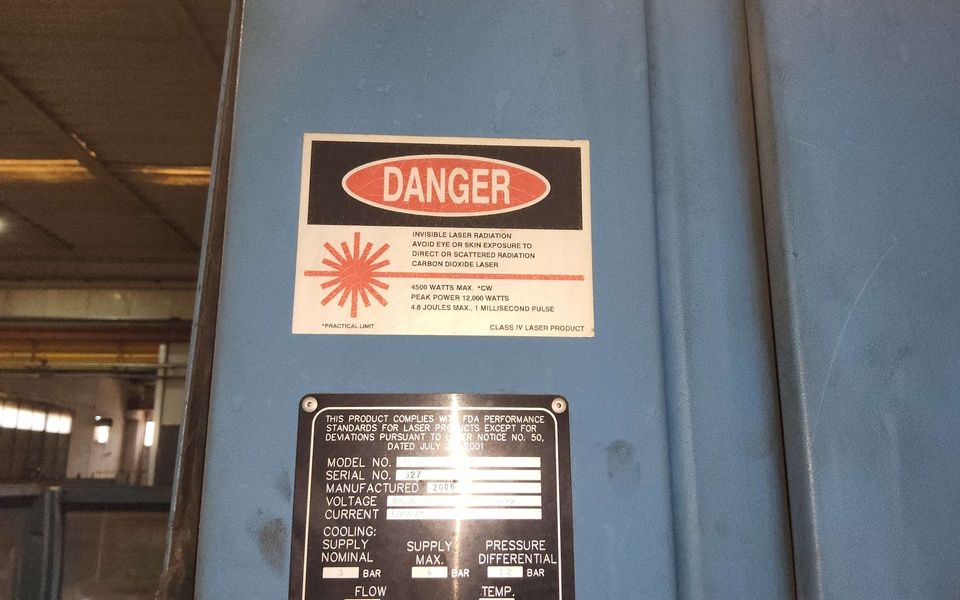 DANGER
INVISIBLE LASER RADIATION
AVOID EYE OR SKIN EXPOSURE TO
DIRECT OR SCATTERED RADIATION
CARBON DIOXIDE LASER
4500 WATTS MAX. *CW
PEAK POWER 12,000 WATTS
4.8 JOULES MAX., 1 MILLISECOND PULSE
*PRACTICAL LIMIT
CLASS IV LASER PRODUCT
THIS PRODUCT COMPLIES WITH FDA PERFORMANCE
STANDARDS FOR LASER PRODUCTS EXCEPT FOR
DEVIATIONS PURSUANT TO LASER NOTICE NO. 50,
DATED JULY 2001
MODEL NO.
SERIAL NO.
MANUFACTURED 2006
VOLTAGE
CURRENT
COOLING:
SUPPLY NOMINAL
SUPPLY MAX.
PRESSURE DIFFERENTIAL
3 BAR
6 BAR
BAR
FLOW
TEMP.